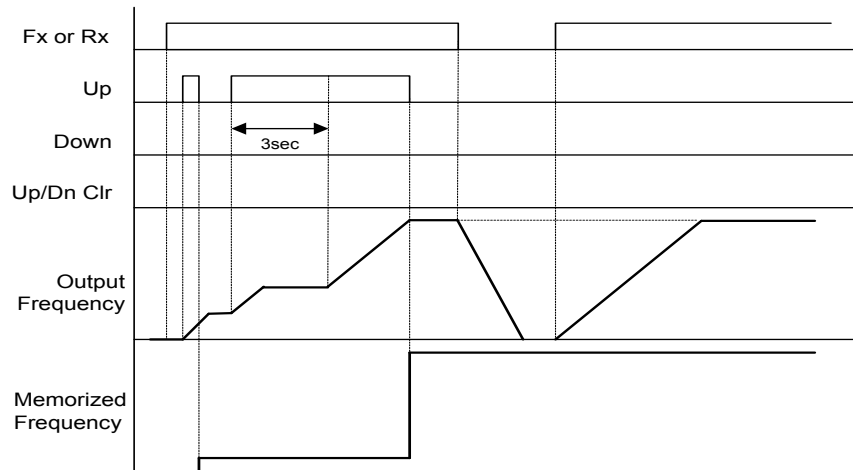 Fx or Rx
Up
3sec
Down
Up/Dn Clr
Output
Frequency
Memorized
Frequency